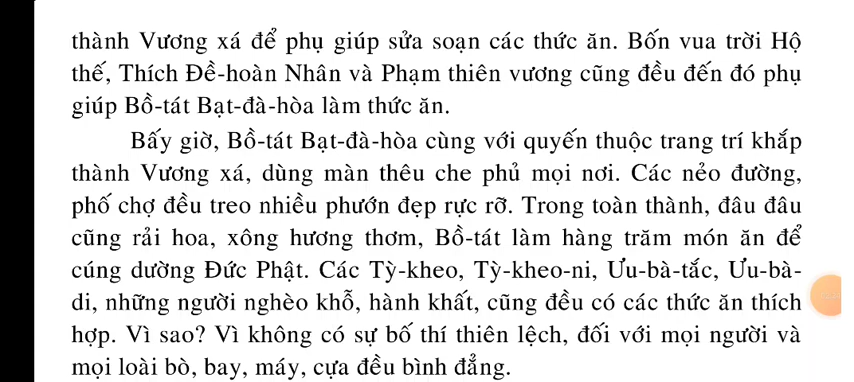 thành Vương xá để phụ giúp sửa soạn các thức ăn. Bốn vua trời Hộ
thế, Thích Đề-hoàn Nhân và Phạm thiên vương cũng đều đến đó phụ
giúp Bồ-tát Bạt-đà-hòa làm thức ăn.
Bấy giờ, Bồ-tát Bạt-đà-hòa cùng với quyến thuộc trang trí khắp
thành Vương xá, dùng màn thêu che phủ mọi nơi. Các nẻo đường,
phố chợ đều treo nhiều phướn đẹp rực rỡ. Trong toàn thành, đâu đâu
cũng rải hoa, xông hương thơm, Bồ-tát làm hàng trăm món ăn để
cúng dường Đức Phật. Các Tỳ-kheo, Tỳ-kheo-ni, Ưu-bà-tắc, Ưu-bà-
di, những người nghèo khổ, hành khất, cũng đều có các thức ăn thích
hợp. Vì sao? Vì không có sự bố thí thiên lệch, đối với mọi người và
mọi loài bò, bay, máy, cựa đều bình đẳng.